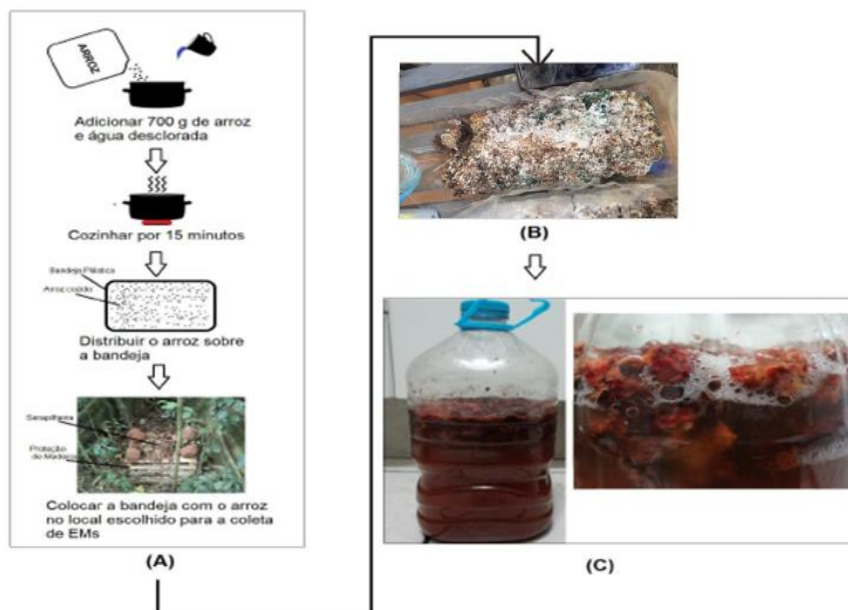 ARROZ
Adicionar 700 g de arroz
e água desclorada
Cozinhar por 15 minutos
Bandeja Plástica
Arroz cozido
Distribuir o arroz sobre
a bandeja
Serapilheira
Proteção
de Madeira
Colocar a bandeja com o arroz
no local escolhido para a coleta
de EMs
(A)
(B)
(C)